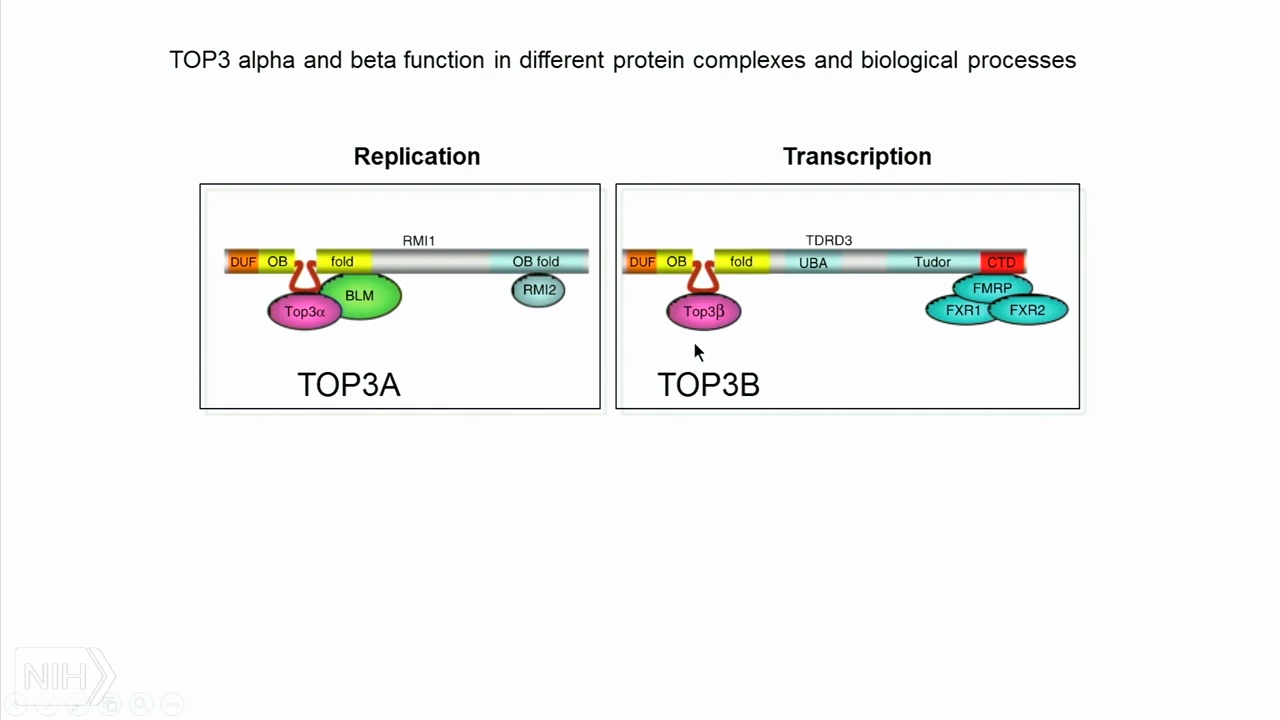 TOP3 alpha and beta function in different protein complexes and biological processes
Replication
RMI1
DUF OB fold OB fold
BLM RMI2
Top3α
TOP3A
Transcription
TDRD3
DUF OB fold UBA Tudor CTD
FMRP
Top3β FXR1 FXR2
TOP3B
NIH